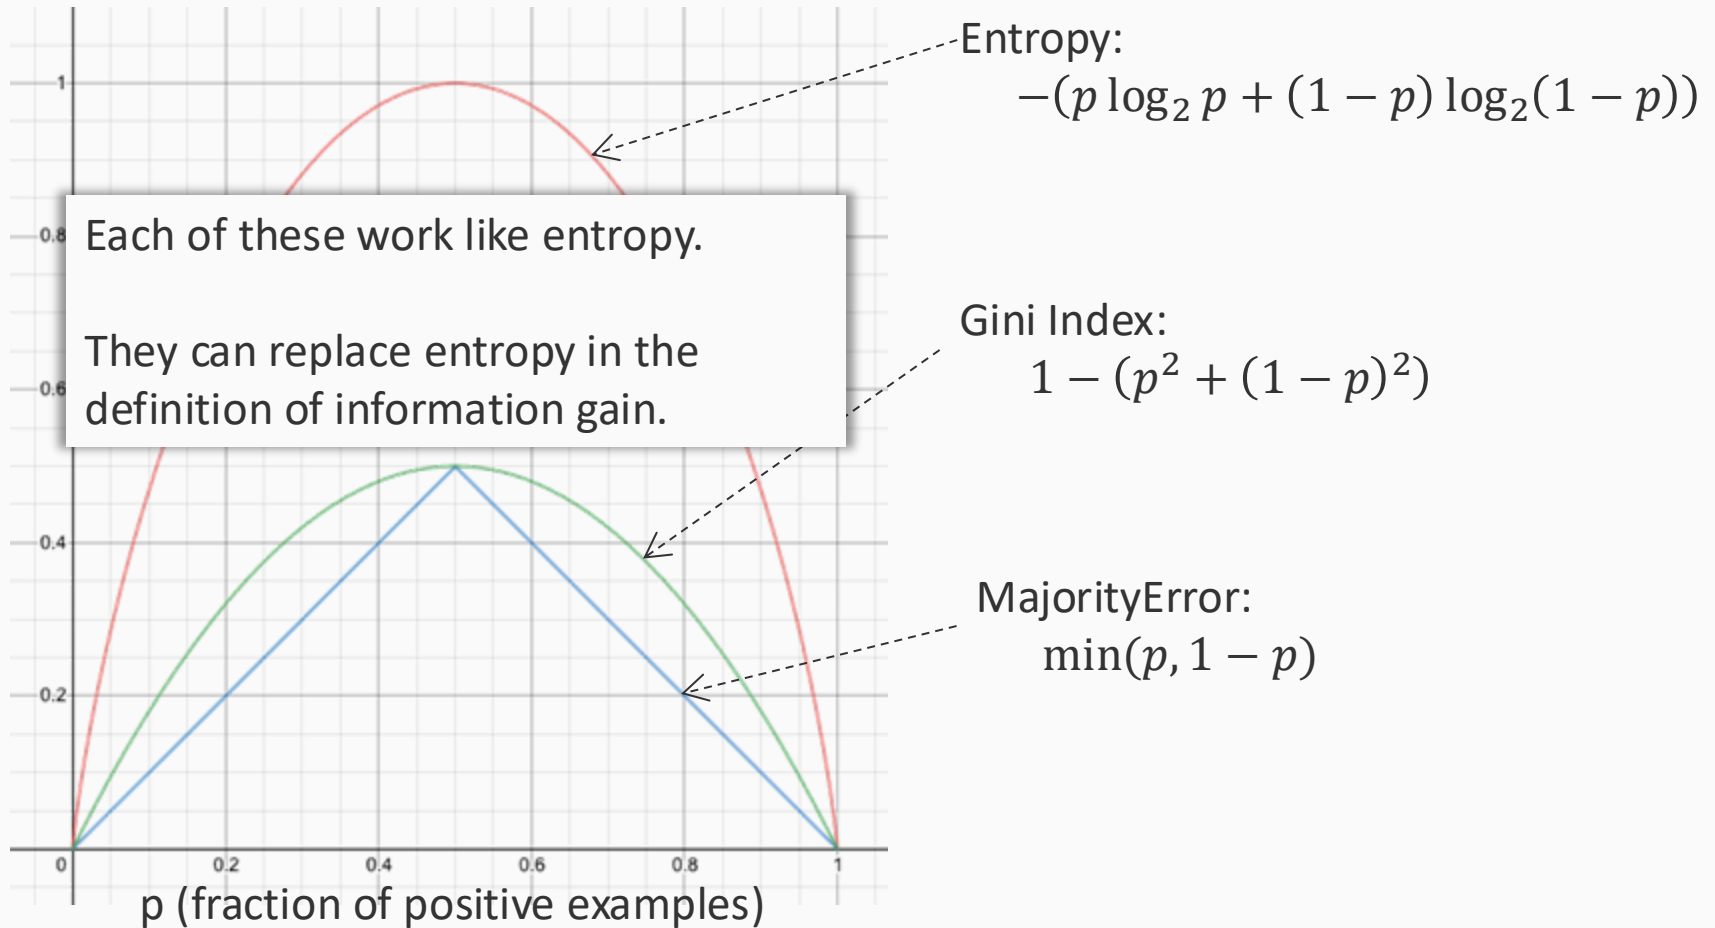 Entropy:
−(p log₂ p + (1 − p) log₂(1 − p))
Each of these work like entropy.
They can replace entropy in the
definition of information gain.
Gini Index:
1 − (p² + (1 − p)²)
MajorityError:
min(p, 1 − p)
1
0.8
0.6
0.4
0.2
0
0.2
0.4
0.6
0.8
1
p (fraction of positive examples)